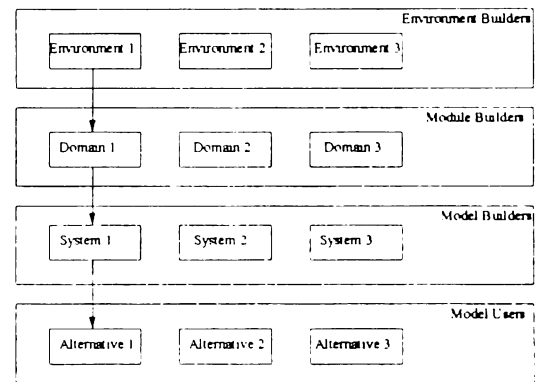 Environment Builders
Environment 1 Environment 2 Environment 3
Module Builders
Domain 1 Domain 2 Domain 3
Model Builders
System 1 System 2 System 3
Model Users
Alternative 1 Alternative 2 Alternative 3